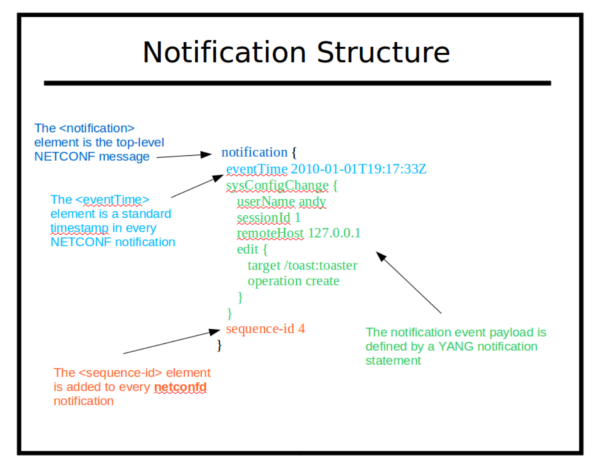 Notification Structure
The <notification>
element is the top-level
NETCONF message
The <eventTime>
element is a standard
timestamp in every
NETCONF notification
notification {
eventTime 2010-01-01T19:17:33Z
sysConfigChange {
userName andy
sessionId 1
remoteHost 127.0.0.1
edit {
target /toast:toaster
operation create
}
}
sequence-id 4
}
The notification event payload is
defined by a YANG notification
statement
The <sequence-id> element
is added to every netconfd
notification